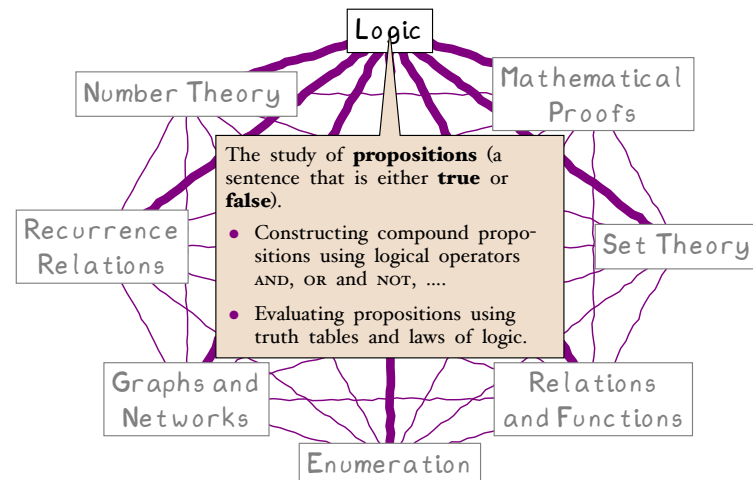 Logic
Number Theory
Mathematical
Proofs
The study of propositions (a
sentence that is either true or
false).
• Constructing compound propo-
sitions using logical operators
AND, OR and NOT, ....
• Evaluating propositions using
truth tables and laws of logic.
Recurrence
Relations
Set Theory
Graphs and
Networks
Relations
and Functions
Enumeration